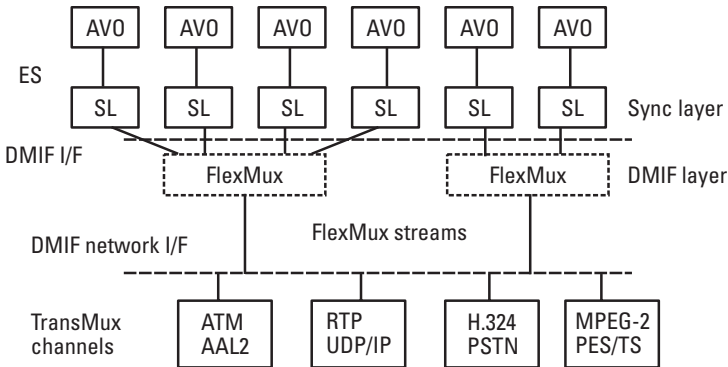 AVO AVO AVO AVO AVO AVO
ES
SL SL SL SL SL SL Sync layer
DMIF I/F
FlexMux FlexMux DMIF layer
FlexMux streams
DMIF network I/F
TransMux
channels
ATM
AAL2
RTP
UDP/IP
H.324
PSTN
MPEG-2
PES/TS